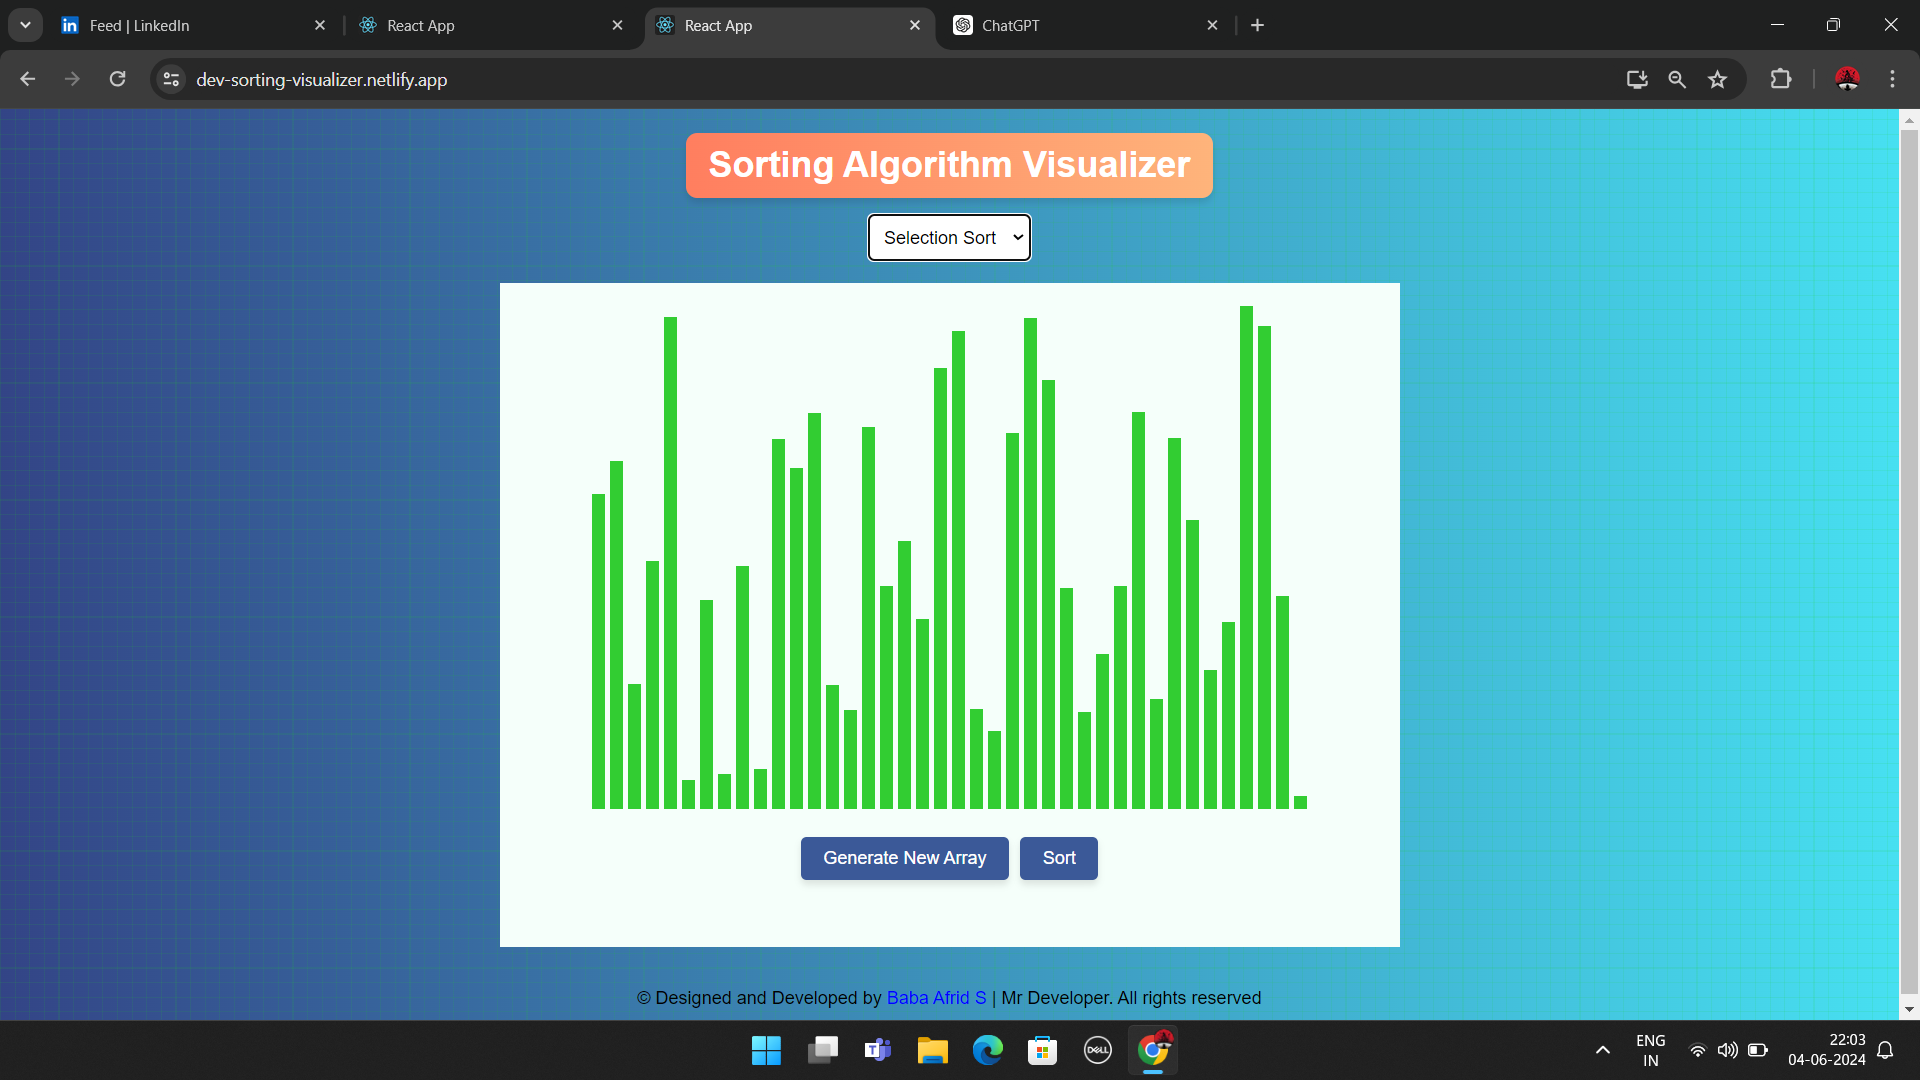 Feed | LinkedIn
React App
React App
ChatGPT
dev-sorting-visualizer.netlify.app
Sorting Algorithm Visualizer
Selection Sort
Generate New Array
Sort
© Designed and Developed by Baba Afrid S | Mr Developer. All rights reserved
DELL
ENG
IN
22:03
04-06-2024